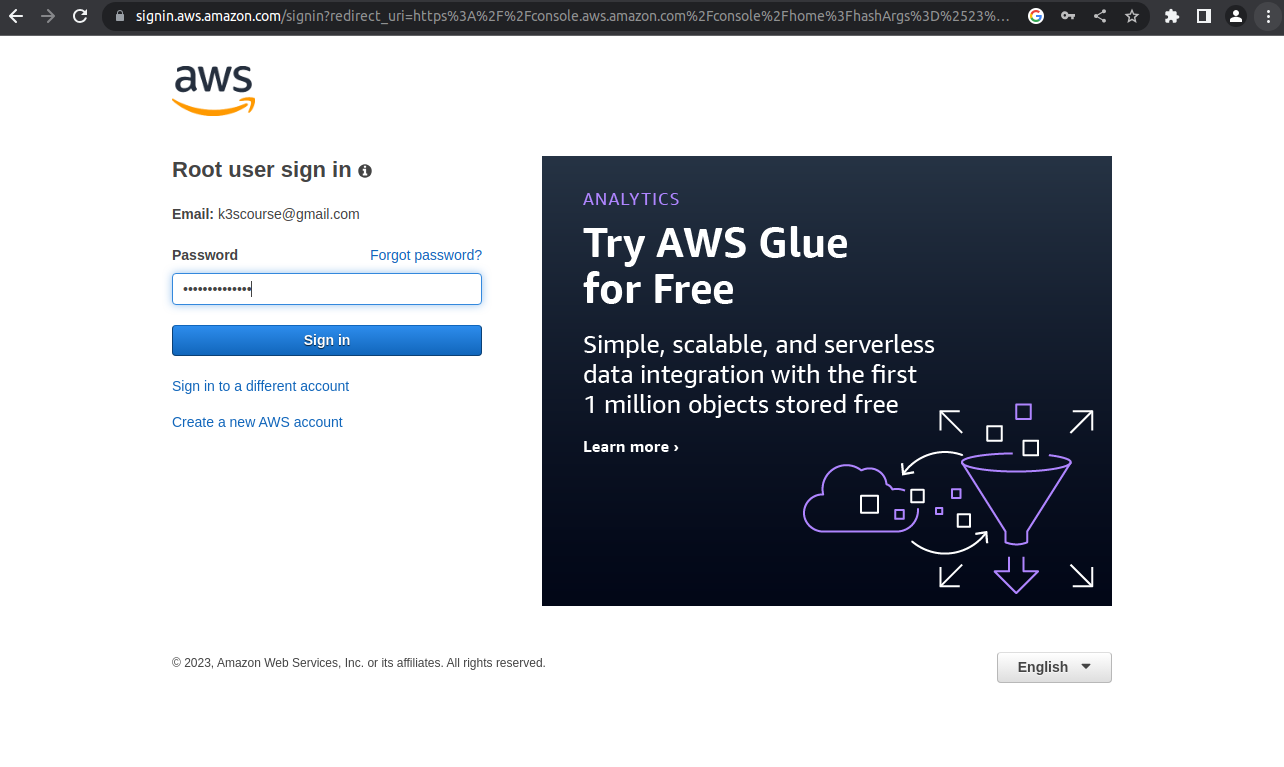 signin.aws.amazon.com/signin?redirect_uri=https%3A%2F%2Fconsole.aws.amazon.com%2Fconsole%2Fhome%3FhashArgs%3D%2523%...
aws
Root user sign in
Email: k3scourse@gmail.com
Password Forgot password?
••••••••••••••
Sign in
Sign in to a different account
Create a new AWS account
ANALYTICS
Try AWS Glue
for Free
Simple, scalable, and serverless
data integration with the first
1 million objects stored free
Learn more ›
© 2023, Amazon Web Services, Inc. or its affiliates. All rights reserved.
English